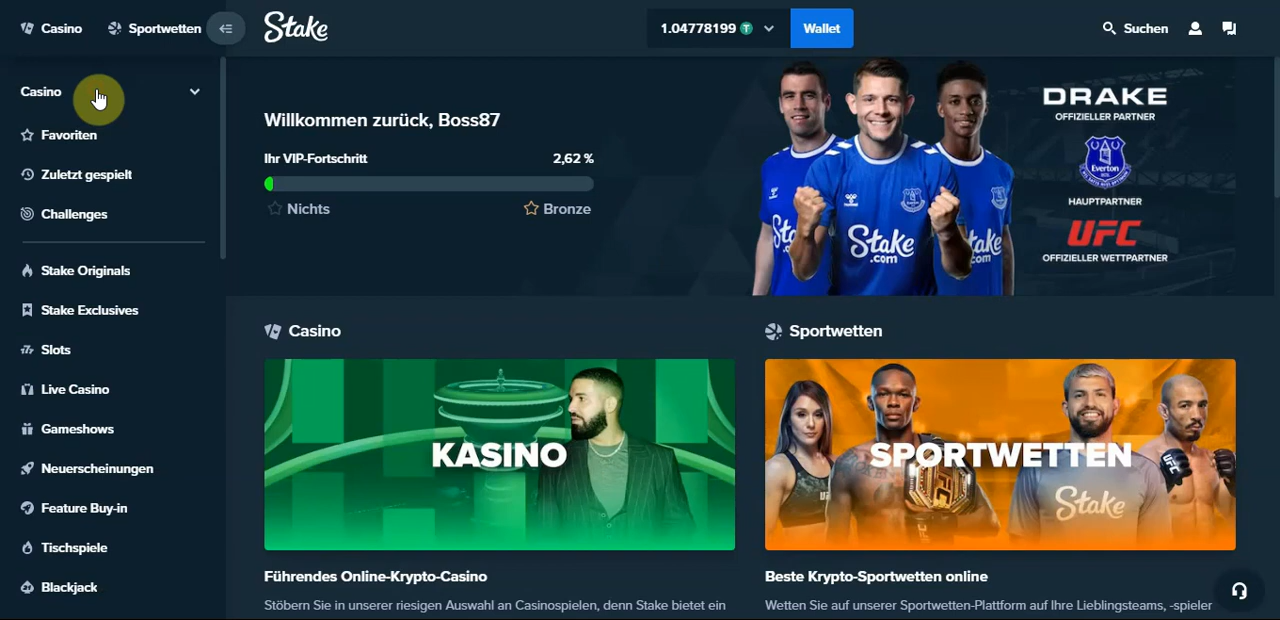 Casino
Sportwetten
Stake
1.04778199
Wallet
Suchen
Casino
Favoriten
Zuletzt gespielt
Challenges
Stake Originals
Stake Exclusives
Slots
Live Casino
Gameshows
Neuerscheinungen
Feature Buy-in
Tischspiele
Blackjack
Willkommen zurück, Boss87
Ihr VIP-Fortschritt 2,62 %
Nichts Bronze
Stake
.com
DRAKE
OFFIZIELLER PARTNER
Everton
HAUPTPARTNER
UFC
OFFIZIELLER WETTPARTNER
Casino
KASINO
Führendes Online-Krypto-Casino
Stöbern Sie in unserer riesigen Auswahl an Casinospielen, denn Stake bietet ein
Sportwetten
SPORTWETTEN
Stake
Beste Krypto-Sportwetten online
Wetten Sie auf unserer Sportwetten-Plattform auf Ihre Lieblingsteams, -spieler